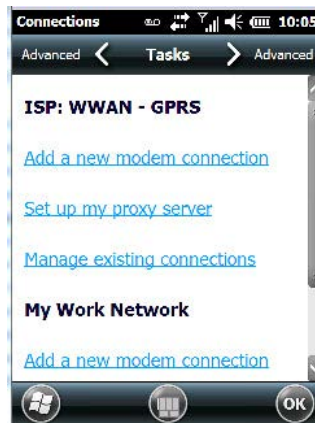 Connections 10:05
Advanced Tasks Advanced
ISP: WWAN - GPRS
Add a new modem connection
Set up my proxy server
Manage existing connections
My Work Network
Add a new modem connection
OK